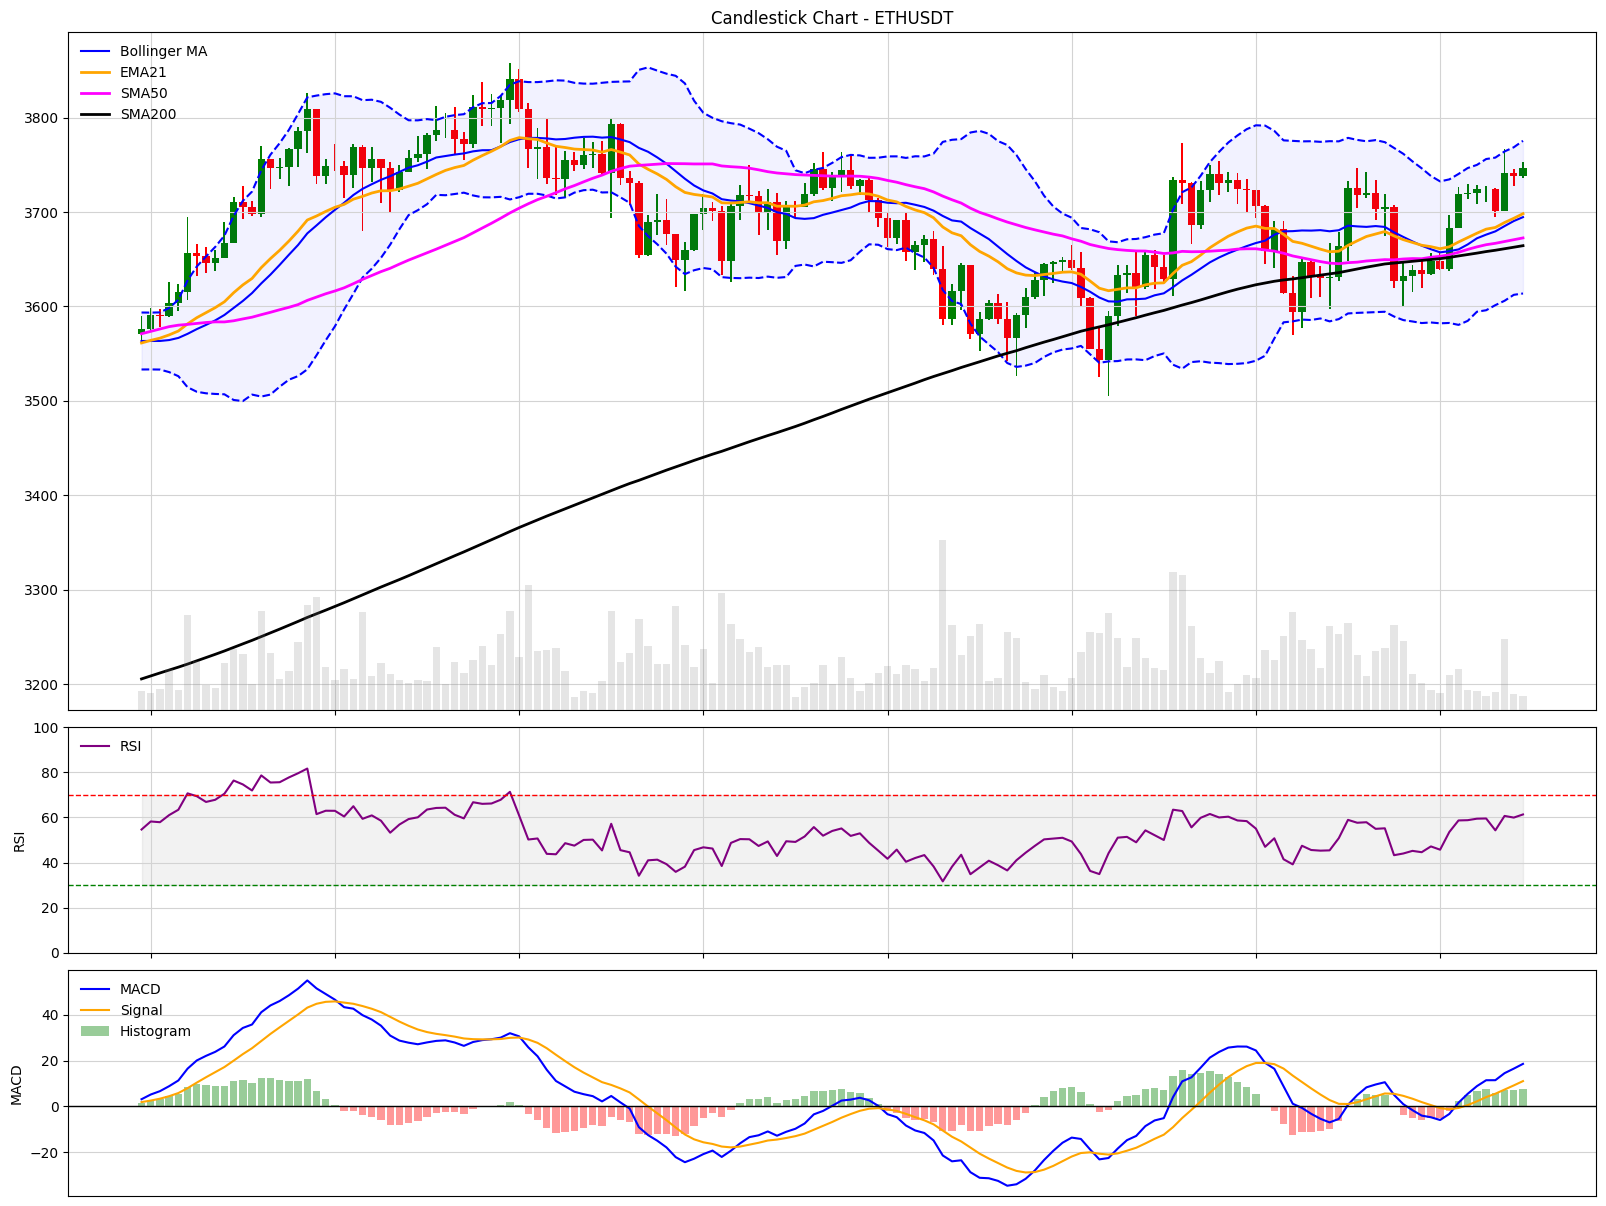 Candlestick Chart - ETHUSDT
Bollinger MA
EMA21
SMA50
SMA200
3800
3700
3600
3500
3400
3300
3200
RSI
100
80
60
40
20
0
RSI
MACD
Signal
Histogram
40
20
0
−20
MACD